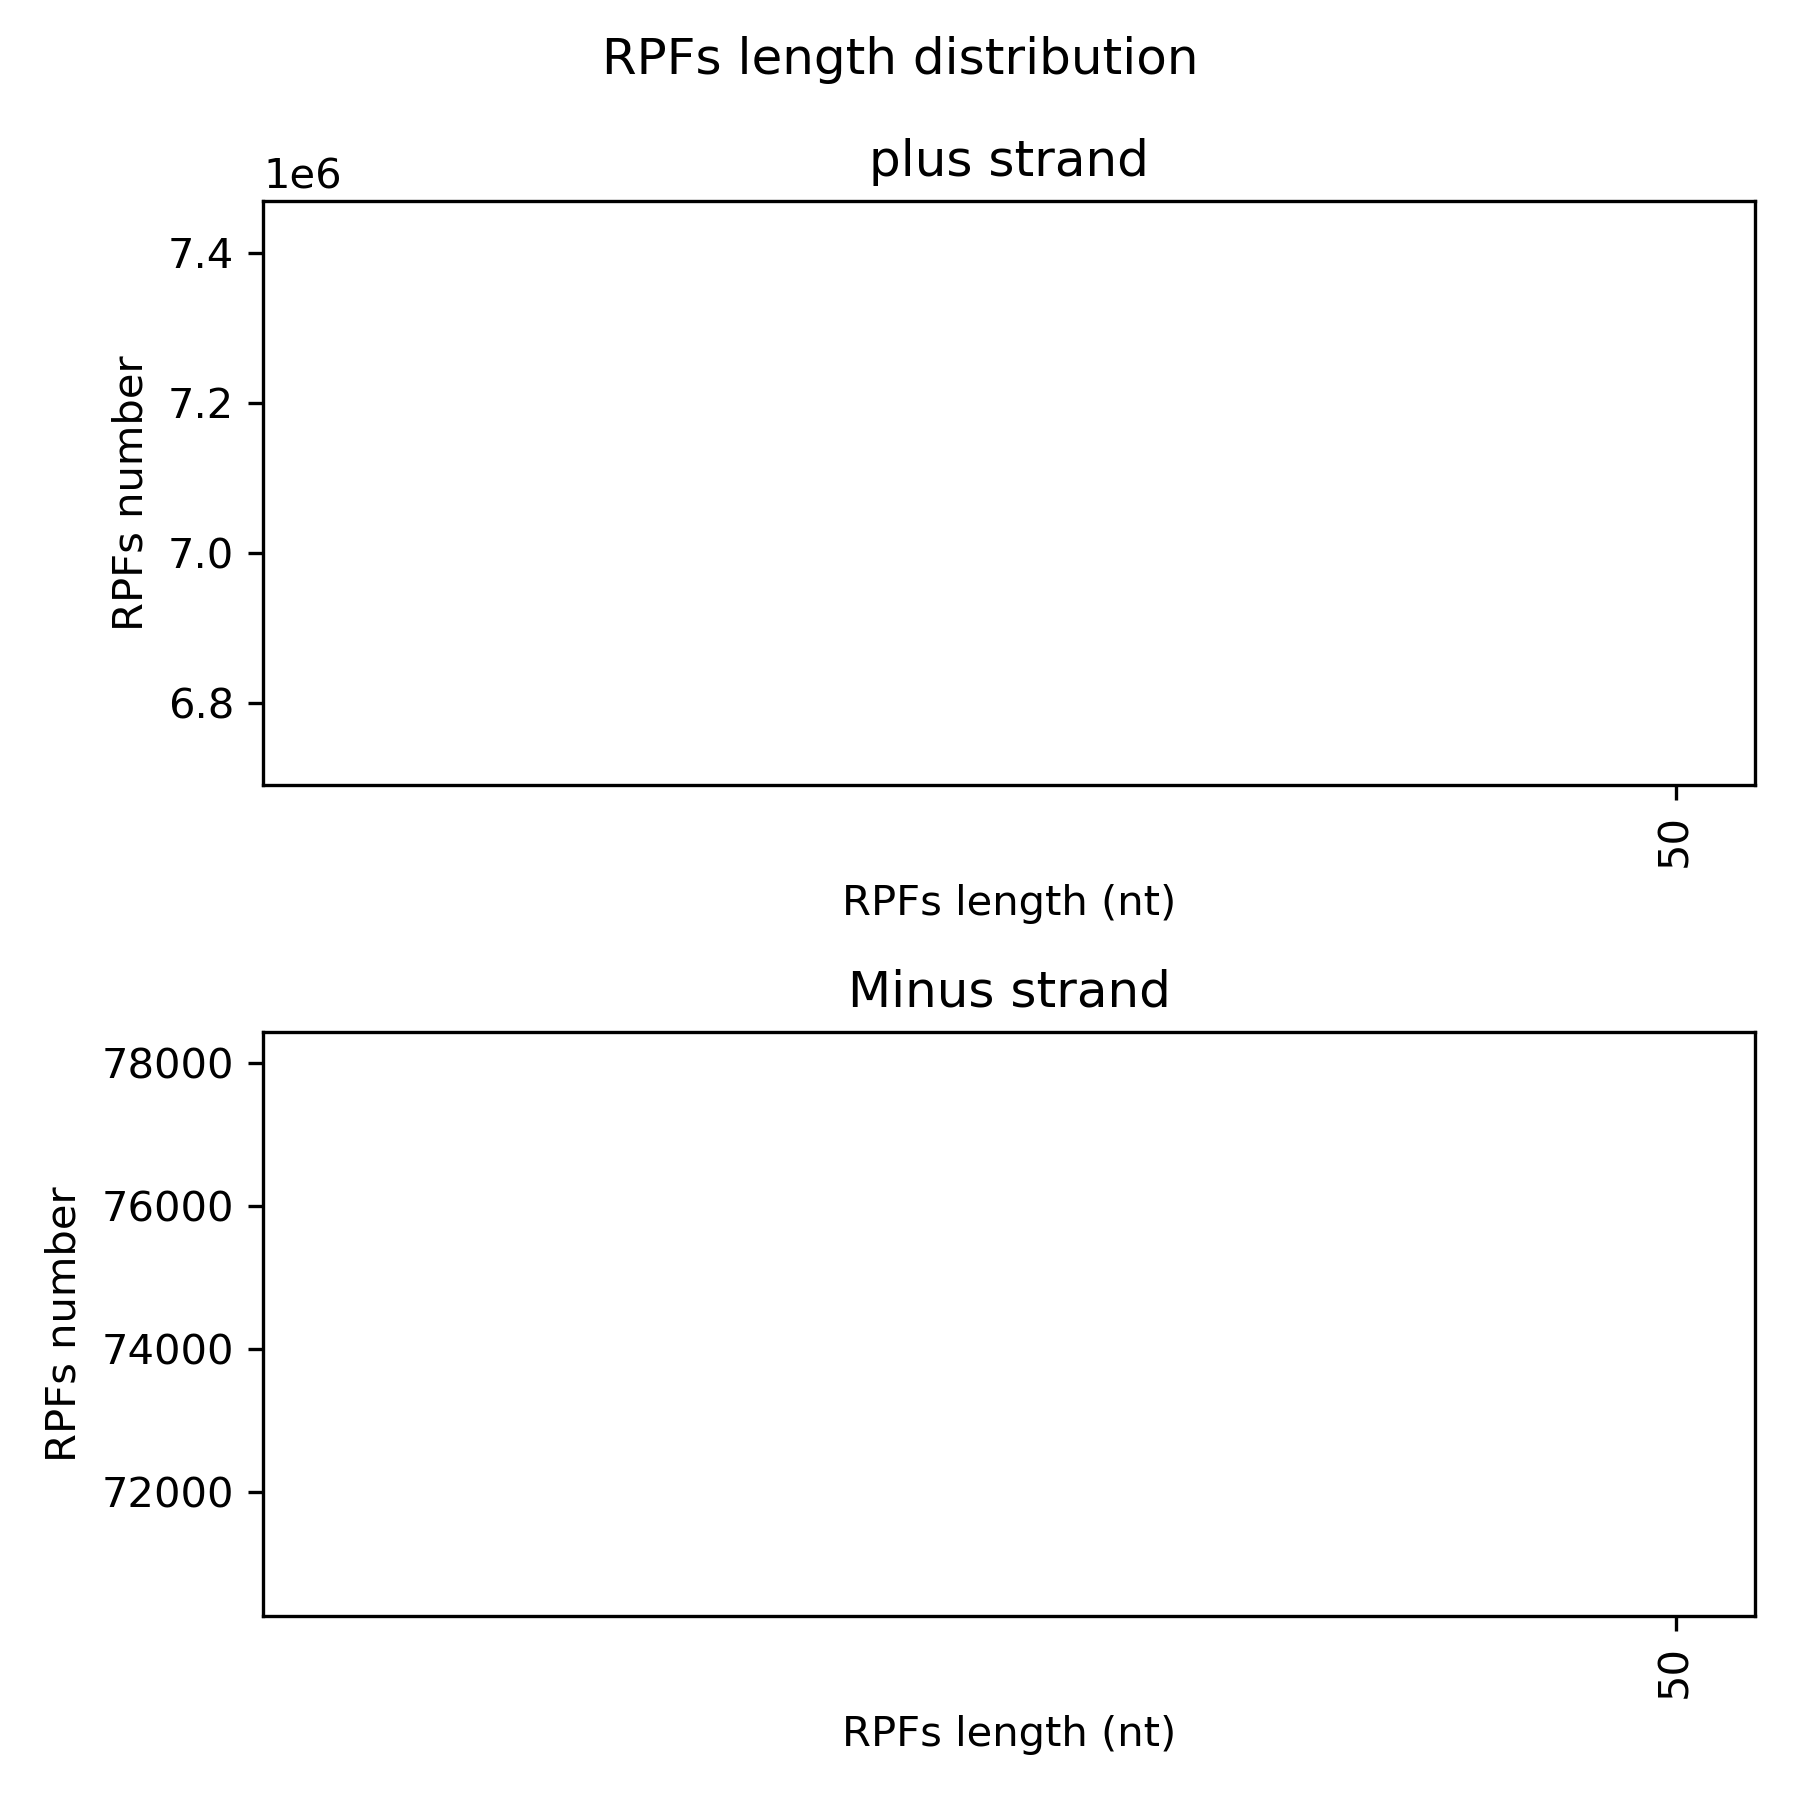 RPFs length distribution
plus strand
1e6
7.4
7.2
7.0
6.8
RPFs number
50
RPFs length (nt)
Minus strand
78000
76000
74000
72000
RPFs number
50
RPFs length (nt)